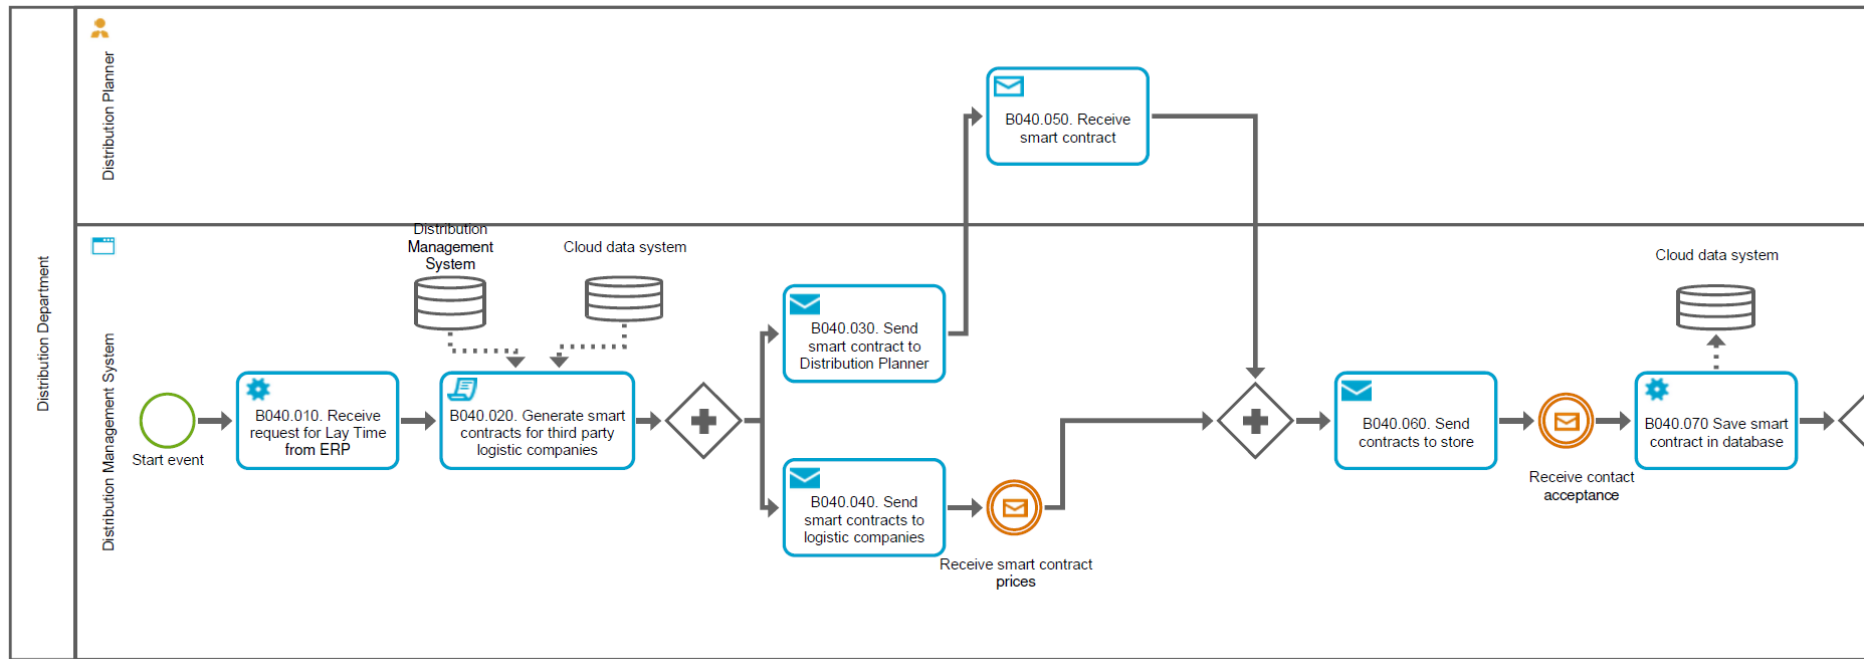 Distribution Department
Distribution Planner
Distribution Management System
B040.050. Receive
smart contract
Distribution
Management
System
Cloud data system
Cloud data system
B040.030. Send
smart contract to
Distribution Planner
Start event
B040.010. Receive
request for Lay Time
from ERP
B040.020. Generate smart
contracts for third party
logistic companies
B040.040. Send
smart contracts to
logistic companies
Receive smart contract
prices
B040.060. Send
contracts to store
Receive contact
acceptance
B040.070 Save smart
contract in database